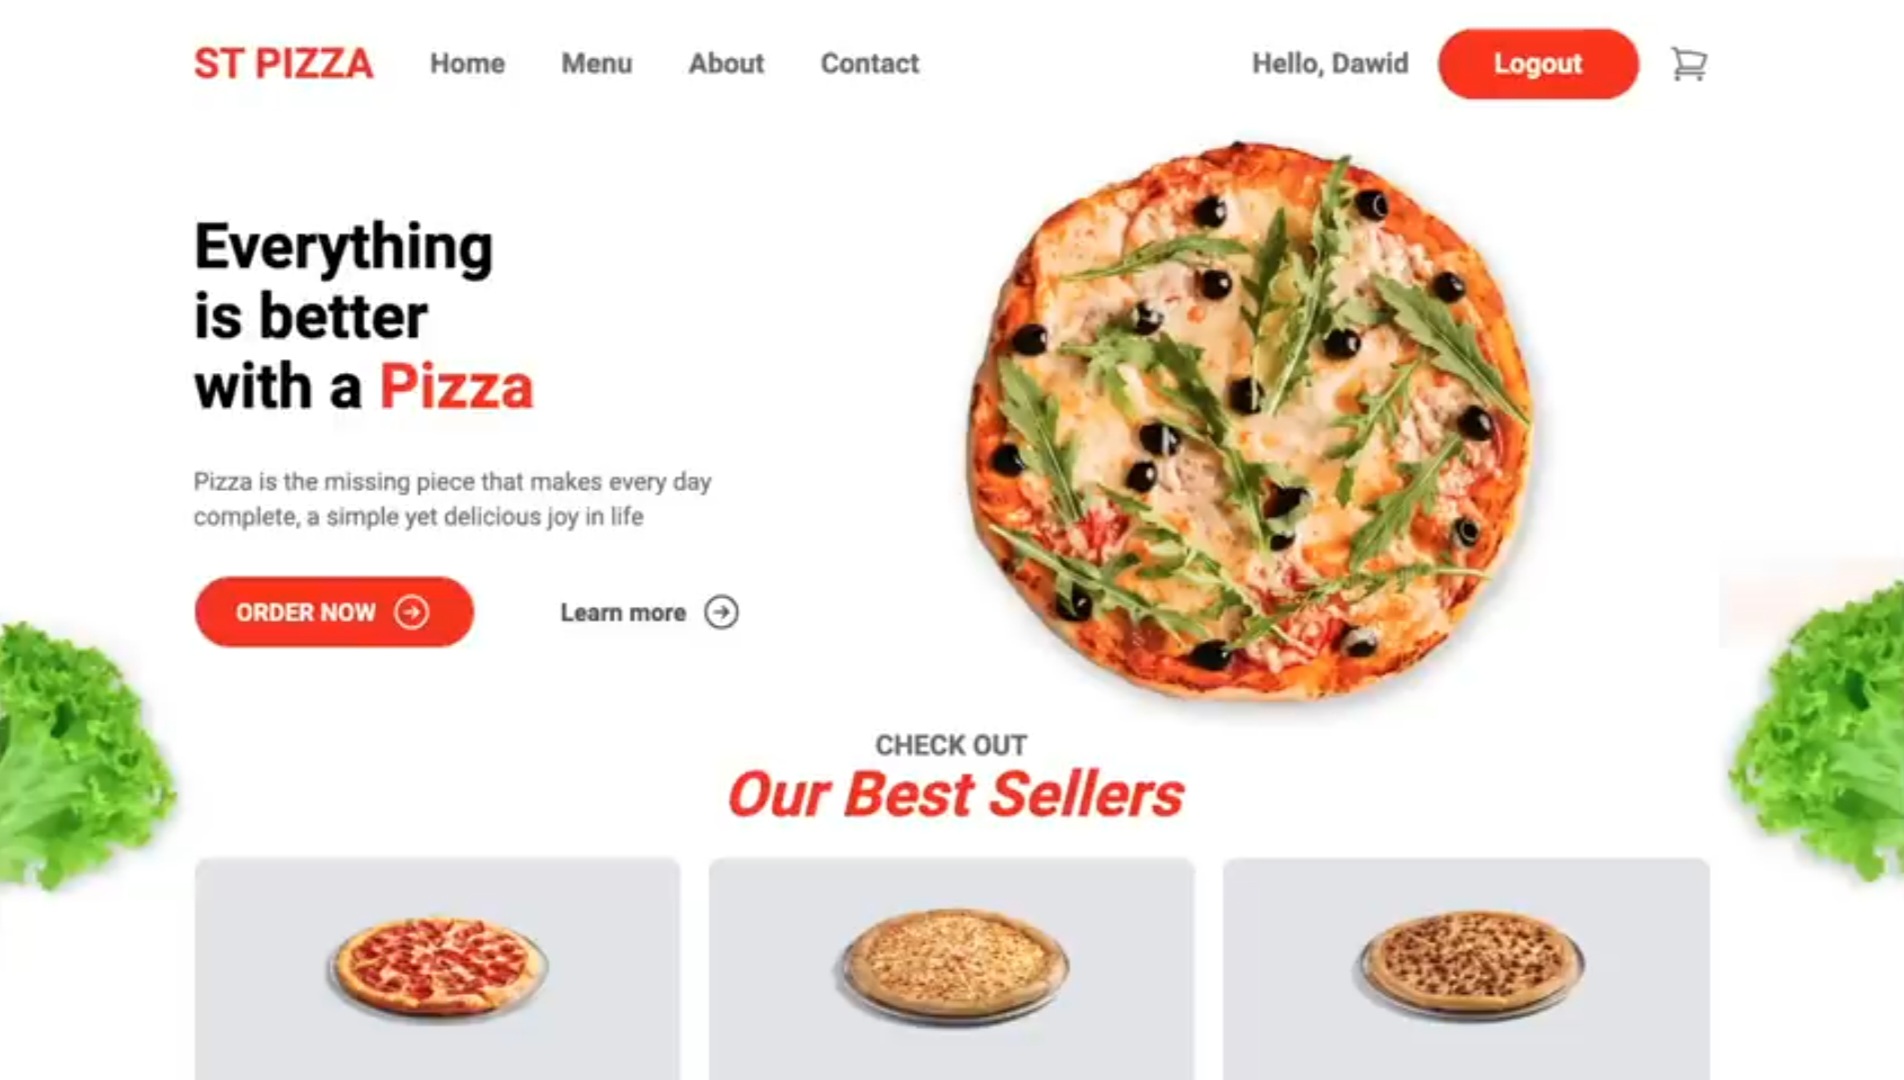 ST PIZZA Home Menu About Contact Hello, Dawid Logout
Everything
is better
with a Pizza
Pizza is the missing piece that makes every day
complete, a simple yet delicious joy in life
ORDER NOW Learn more
CHECK OUT
Our Best Sellers